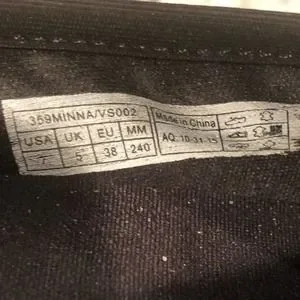 359MINNA/VS002
USA UK EU MM
7 5 38 240
Made in China
AQ 10-31-15